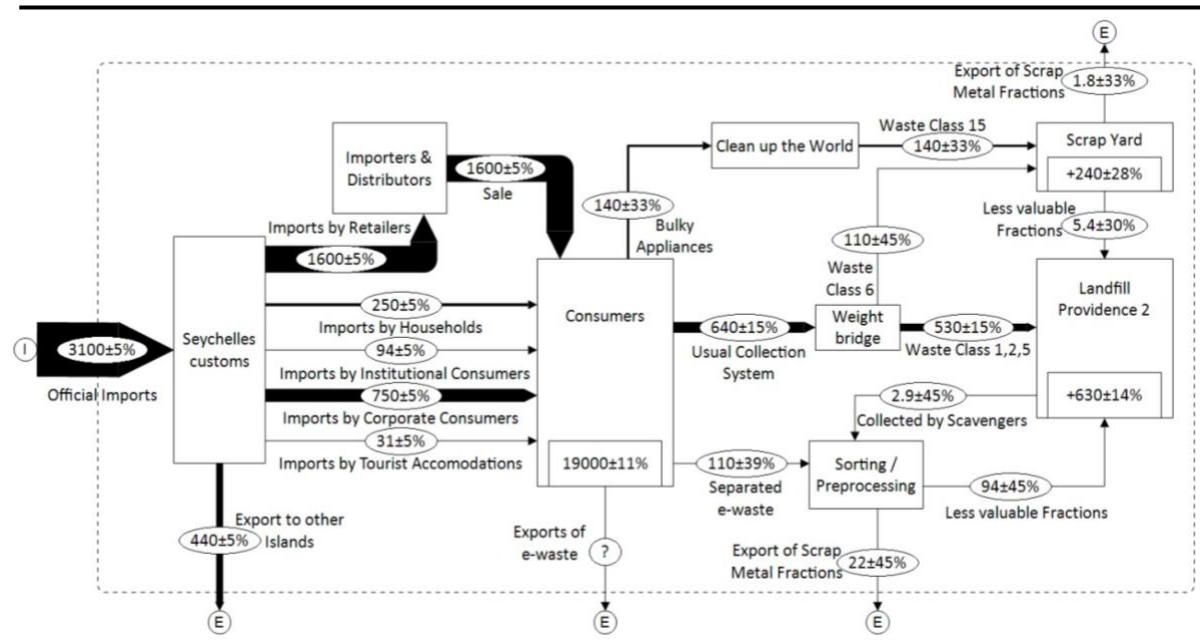 E
Export of Scrap
Metal Fractions
1.8±33%
Importers &
Distributors
1600±5%
Sale
Clean up the World
Waste Class 15
140±33%
Scrap Yard
+240±28%
140±33%
Bulky
Appliances
Less valuable
Fractions
5.4±30%
Imports by Retailers
1600±5%
110±45%
Waste
Class 6
I
3100±5%
Official Imports
Seychelles
customs
250±5%
Imports by Households
94±5%
Imports by Institutional Consumers
750±5%
Imports by Corporate Consumers
31±5%
Imports by Tourist Accomodations
Consumers
19000±11%
640±15%
Usual Collection
System
Weight
bridge
530±15%
Waste Class 1,2,5
Landfill
Providence 2
+630±14%
2.9±45%
Collected by Scavengers
110±39%
Separated
e-waste
Sorting /
Preprocessing
94±45%
Less valuable Fractions
440±5%
Export to other
Islands
E
Exports of
e-waste
?
E
Export of Scrap
Metal Fractions
22±45%
E